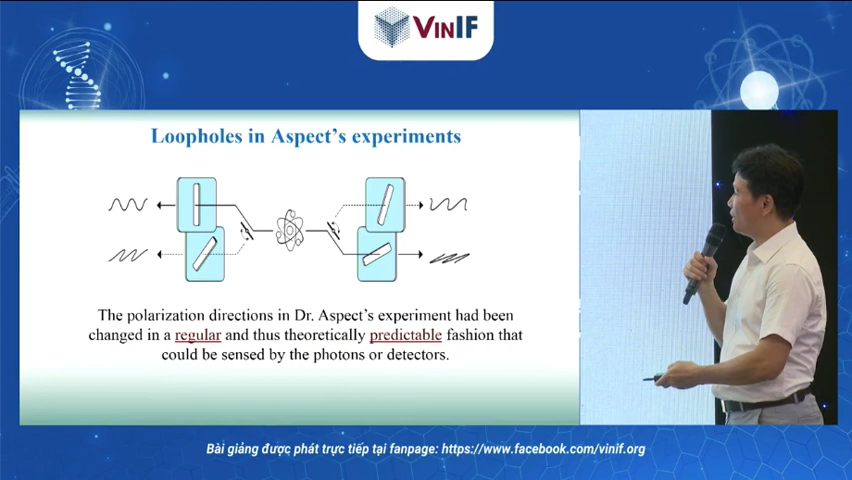 VINIF
Loopholes in Aspect's experiments
The polarization directions in Dr. Aspect's experiment had been
changed in a regular and thus theoretically predictable fashion that
could be sensed by the photons or detectors.
Bài giảng được phát trực tiếp tại fanpage: https://www.facebook.com/vinif.org